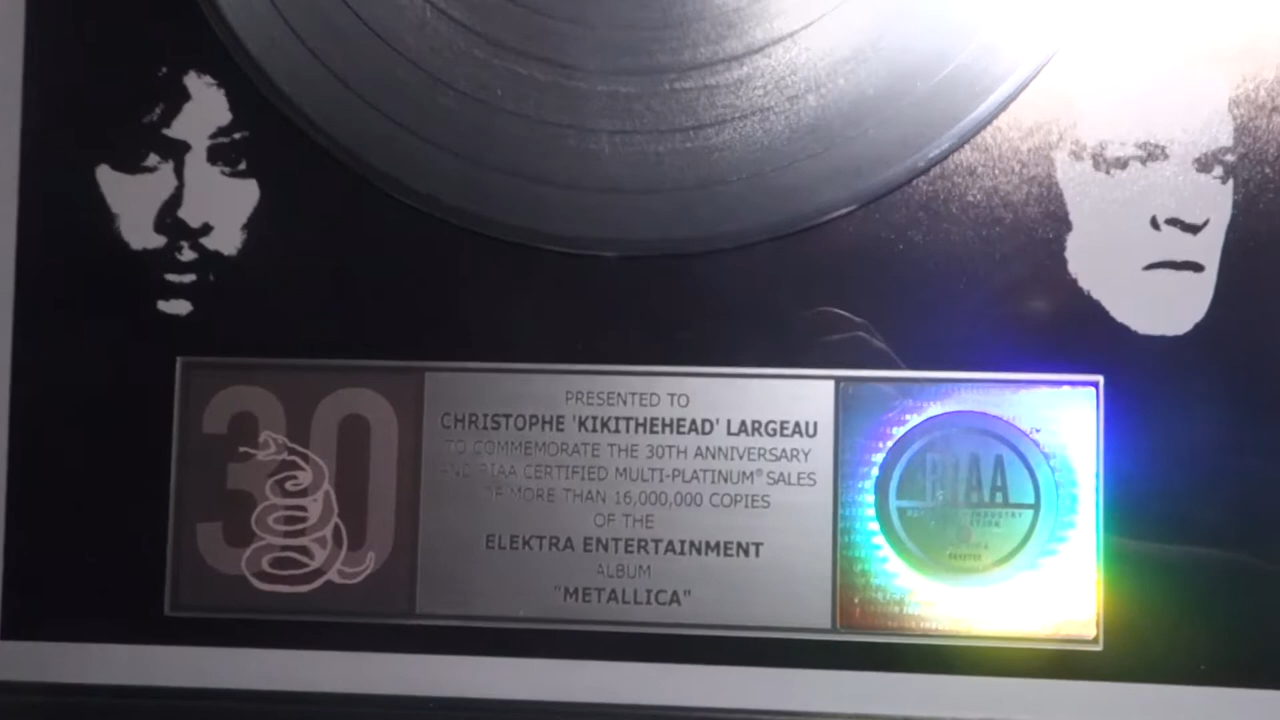 30
PRESENTED TO
CHRISTOPHE 'KIKITHEHEAD' LARGEAU
TO COMMEMORATE THE 30TH ANNIVERSARY
AND RIAA CERTIFIED MULTI-PLATINUM® SALES
OF MORE THAN 16,000,000 COPIES
OF THE
ELEKTRA ENTERTAINMENT
ALBUM
"METALLICA"
RIAA
INDUSTRY